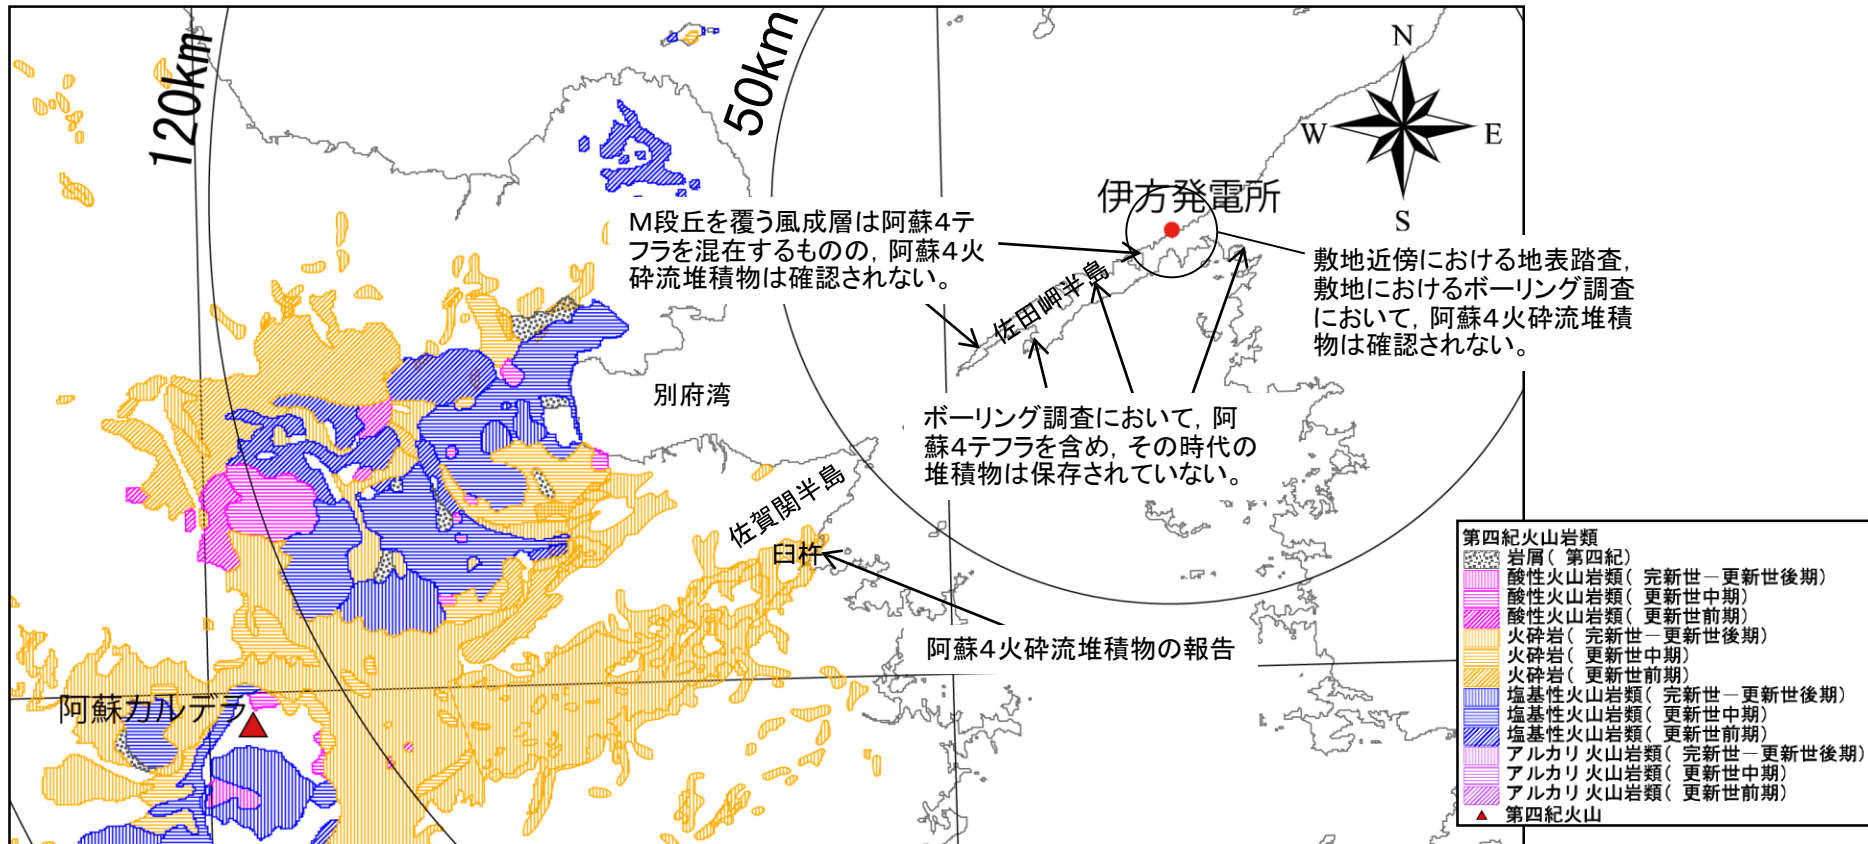 120km
50km
N
W
E
S
伊方発電所
M段丘を覆う風成層は阿蘇4テ
フラを混在するものの, 阿蘇4火
砕流堆積物は確認されない。
敷地近傍における地表踏査,
敷地におけるボーリング調査
において, 阿蘇4火砕流堆積
物は確認されない。
佐田岬半島
別府湾
ボーリング調査において, 阿
蘇4テフラを含め, その時代の
堆積物は保存されていない。
佐賀関半島
臼杵
阿蘇4火砕流堆積物の報告
阿蘇カルデラ
第四紀火山岩類
岩屑( 第四紀)
酸性火山岩類( 完新世-更新世後期)
酸性火山岩類( 更新世中期)
酸性火山岩類( 更新世前期)
火砕岩( 完新世-更新世後期)
火砕岩( 更新世中期)
火砕岩( 更新世前期)
塩基性火山岩類( 完新世-更新世後期)
塩基性火山岩類( 更新世中期)
塩基性火山岩類( 更新世前期)
アルカリ火山岩類( 完新世-更新世後期)
アルカリ火山岩類( 更新世中期)
アルカリ火山岩類( 更新世前期)
第四紀火山